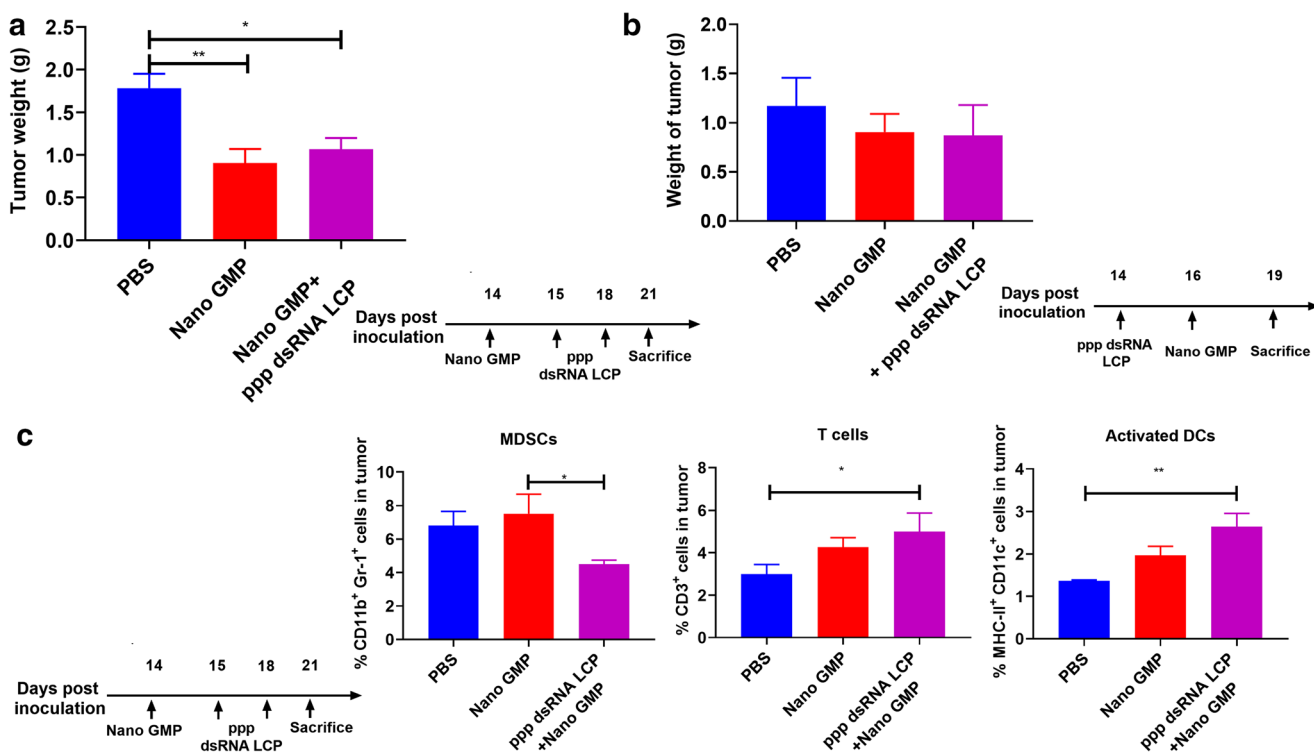 a
Tumor weight (g)
2.5
2.0
1.5
1.0
0.5
0.0
*
**
PBS
Nano GMP
Nano GMP+
ppp dsRNA LCP
Days post
inoculation
14
15
18
21
Nano GMP
ppp
dsRNA LCP
Sacrifice
b
Weight of tumor (g)
2.0
1.5
1.0
0.5
0.0
PBS
Nano GMP
Nano GMP
+ ppp dsRNA LCP
Days post
inoculation
14
16
19
ppp dsRNA
LCP
Nano GMP
Sacrifice
c
Days post
inoculation
14
15
18
21
Nano GMP
ppp
dsRNA LCP
Sacrifice
MDSCs
% CD11b+ Gr-1+ cells in tumor
10
8
6
4
2
0
*
PBS
Nano GMP
ppp dsRNA LCP
+Nano GMP
T cells
% CD3+ cells in tumor
8
6
4
2
0
*
PBS
Nano GMP
ppp dsRNA LCP
+Nano GMP
Activated DCs
% MHC-II+ CD11c+ cells in tumor
4
3
2
1
0
**
PBS
Nano GMP
ppp dsRNA LCP
+Nano GMP